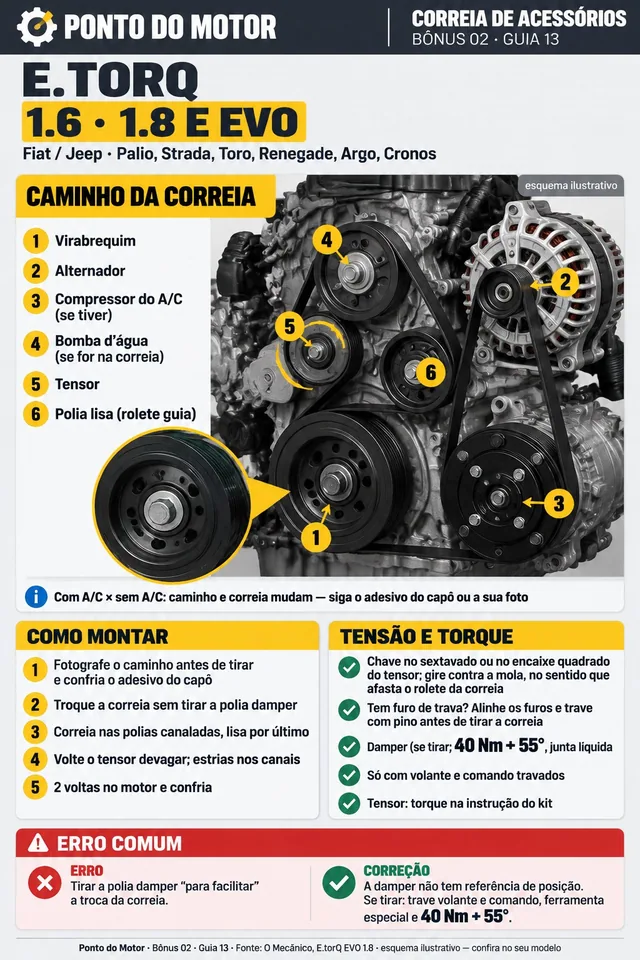 PONTO DO MOTOR
CORREIA DE ACESSÓRIOS
BÔNUS 02 · GUIA 13
E.TORQ
1.6 · 1.8 E EVO
Fiat / Jeep · Palio, Strada, Toro, Renegade, Argo, Cronos
CAMINHO DA CORREIA
esquema ilustrativo
1 Virabrequim
2 Alternador
3 Compressor do A/C
(se tiver)
4 Bomba d'água
(se for na correia)
5 Tensor
6 Polia lisa (rolete guia)
4
2
5
6
3
1
i Com A/C × sem A/C: caminho e correia mudam — siga o adesivo do capô ou a sua foto
COMO MONTAR
1 Fotografe o caminho antes de tirar
e confira o adesivo do capô
2 Troque a correia sem tirar a polia damper
3 Correia nas polias canaladas, lisa por último
4 Volte o tensor devagar; estrias nos canais
5 2 voltas no motor e confira
TENSÃO E TORQUE
Chave no sextavado ou no encaixe quadrado
do tensor; gire contra a mola, no sentido que
afasta o rolete da correia
Tem furo de trava? Alinhe os furos e trave
com pino antes de tirar a correia
Damper (se tirar; 40 Nm + 55°, junta líquida
Só com volante e comando travados
Tensor: torque na instrução do kit
ERRO COMUM
ERRO
Tirar a polia damper “para facilitar”
a troca da correia.
CORREÇÃO
A damper não tem referência de posição.
Se tirar: trave volante e comando, ferramenta
especial e 40 Nm + 55°.
Ponto do Motor · Bônus 02 · Guia 13 · Fonte: O Mecânico, E.torQ EVO 1.8 · esquema ilustrativo — confira no seu modelo